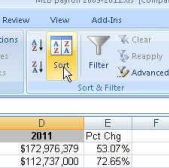 Review View Add-Ins
Clear
Reapply
Sort Filter Advanced
Sort & Filter
D E F
2011 Pct Chg
$172,976,379 53.07%
$112,737,000 72.65%